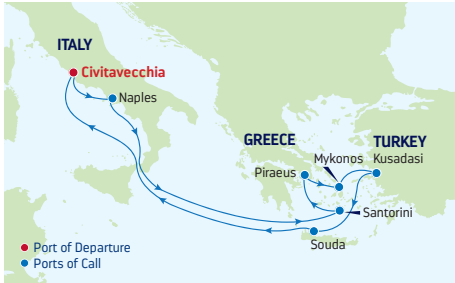 ITALY
Civitavecchia
Naples
GREECE
TURKEY
Mykonos
Kusadasi
Piraeus
Santorini
Souda
Port of Departure
Ports of Call